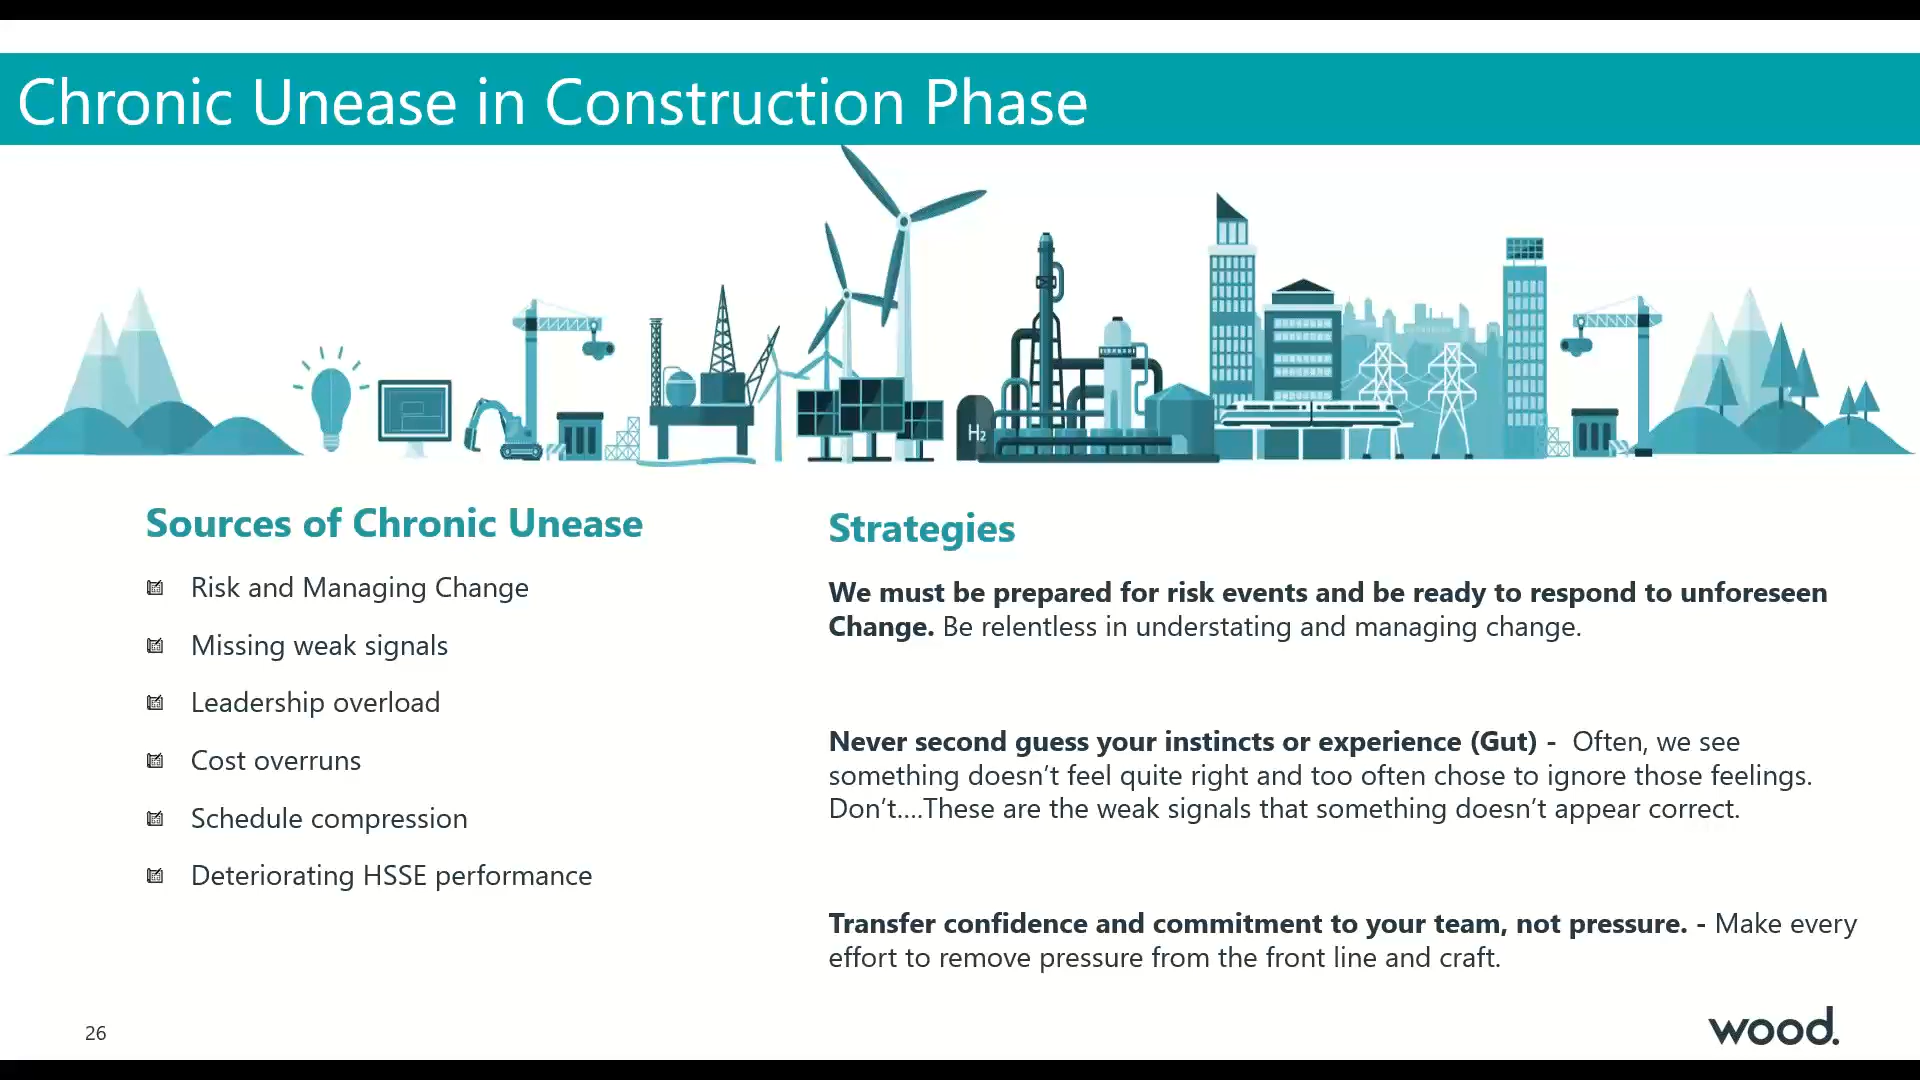 Chronic Unease in Construction Phase
H₂
Sources of Chronic Unease
Risk and Managing Change
Missing weak signals
Leadership overload
Cost overruns
Schedule compression
Deteriorating HSSE performance
Strategies
We must be prepared for risk events and be ready to respond to unforeseen
Change. Be relentless in understating and managing change.
Never second guess your instincts or experience (Gut) - Often, we see
something doesn’t feel quite right and too often chose to ignore those feelings.
Don’t....These are the weak signals that something doesn’t appear correct.
Transfer confidence and commitment to your team, not pressure. - Make every
effort to remove pressure from the front line and craft.
26
wood.